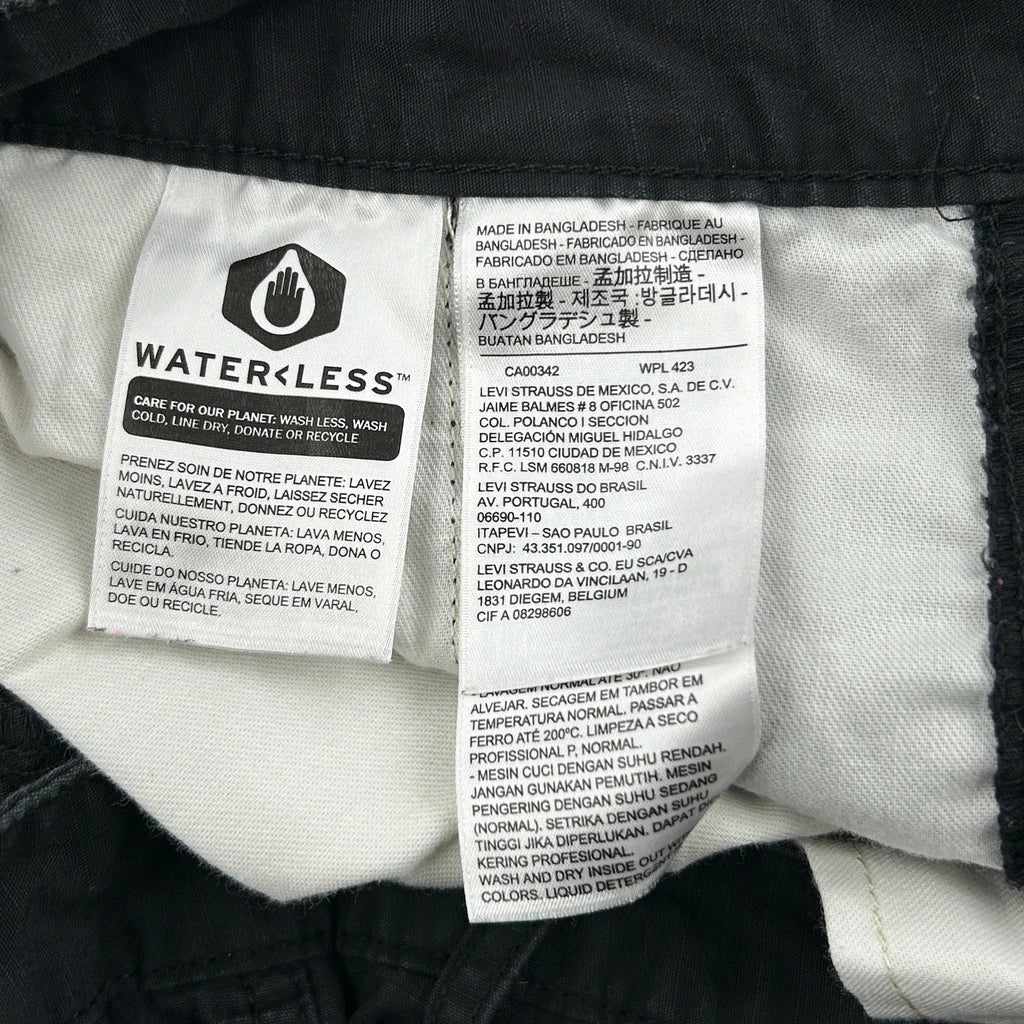 WATER<LESS™
CARE FOR OUR PLANET: WASH LESS, WASH
COLD, LINE DRY, DONATE OR RECYCLE
PRENEZ SOIN DE NOTRE PLANETE: LAVEZ
MOINS, LAVEZ A FROID, LAISSEZ SECHER
NATURELLEMENT, DONNEZ OU RECYCLEZ
CUIDA NUESTRO PLANETA: LAVA MENOS,
LAVA EN FRIO, TIENDE LA ROPA, DONA O
RECICLA.
CUIDE DO NOSSO PLANETA: LAVE MENOS,
LAVE EM ÁGUA FRIA, SEQUE EM VARAL,
DOE OU RECICLE.
MADE IN BANGLADESH - FABRIQUE AU
BANGLADESH - FABRICADO EN BANGLADESH -
FABRICADO EM BANGLADESH - СДЕЛАНО
В БАНГЛАДЕШЕ - 孟加拉制造 -
孟加拉製 - 제조국 :방글라데시 -
バングラデシュ製 -
BUATAN BANGLADESH
CA00342 WPL 423
LEVI STRAUSS DE MEXICO, S.A. DE C.V.
JAIME BALMES # 8 OFICINA 502
COL. POLANCO I SECCION
DELEGACIÓN MIGUEL HIDALGO
C.P. 11510 CIUDAD DE MEXICO
R.F.C. LSM 660818 M-98 C.N.I.V. 3337
LEVI STRAUSS DO BRASIL
AV. PORTUGAL, 400
06690-110
ITAPEVI – SAO PAULO BRASIL
CNPJ: 43.351.097/0001-90
LEVI STRAUSS & CO. EU SCA/CVA
LEONARDO DA VINCILAAN, 19 - D
1831 DIEGEM, BELGIUM
CIF A 08298606
- LAVAGEM NORMAL ATÉ 30°. NÃO
ALVEJAR. SECAGEM EM TAMBOR EM
TEMPERATURA NORMAL. PASSAR A
FERRO ATÉ 200ºC. LIMPEZA A SECO
PROFISSIONAL P, NORMAL.
- MESIN CUCI DENGAN SUHU RENDAH.
JANGAN GUNAKAN PEMUTIH. MESIN
PENGERING DENGAN SUHU SEDANG
(NORMAL). SETRIKA DENGAN SUHU
TINGGI JIKA DIPERLUKAN. DAPAT
KERING PROFESIONAL.
WASH AND DRY INSIDE OUT
COLORS. LIQUID